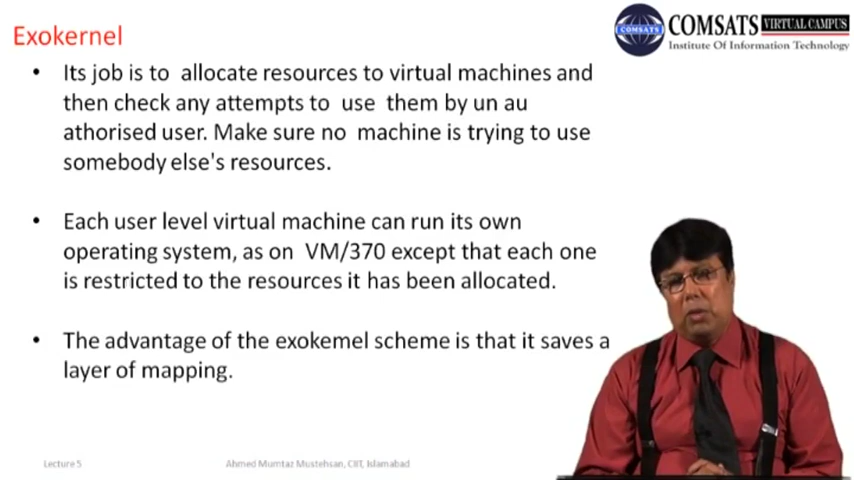 Exokernel
COMSATS VIRTUAL CAMPUS
COMSATS
Institute Of Information Technology
• Its job is to allocate resources to virtual machines and
then check any attempts to use them by un au
athorised user. Make sure no machine is trying to use
somebody else's resources.
• Each user level virtual machine can run its own
operating system, as on VM/370 except that each one
is restricted to the resources it has been allocated.
• The advantage of the exokemel scheme is that it saves a
layer of mapping.
Lecture 5
Ahmed Mumtaz Mustehsan, CIIT, Islamabad